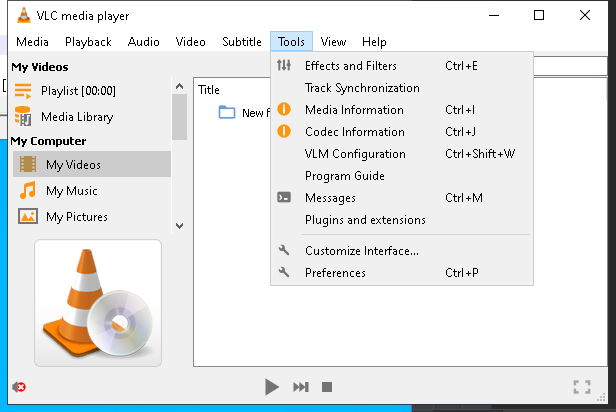 VLC media player
Media Playback Audio Video Subtitle Tools View Help
My Videos
Playlist [00:00]
Media Library
My Computer
My Videos
My Music
My Pictures
Title
New f
Effects and Filters Ctrl+E
Track Synchronization
Media Information Ctrl+I
Codec Information Ctrl+J
VLM Configuration Ctrl+Shift+W
Program Guide
Messages Ctrl+M
Plugins and extensions
Customize Interface...
Preferences Ctrl+P